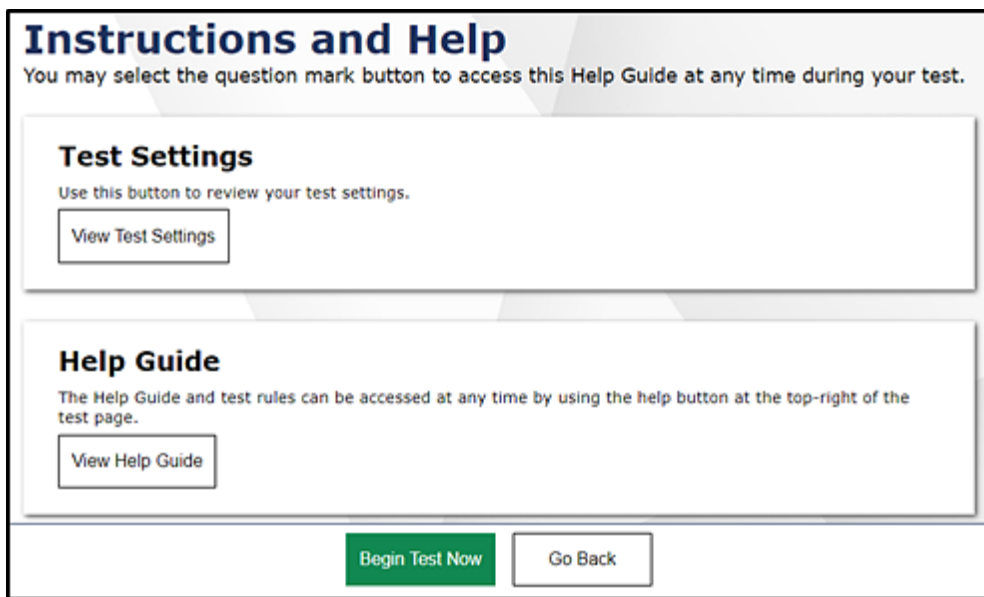 Instructions and Help
You may select the question mark button to access this Help Guide at any time during your test.
Test Settings
Use this button to review your test settings.
View Test Settings
Help Guide
The Help Guide and test rules can be accessed at any time by using the help button at the top-right of the
test page.
View Help Guide
Begin Test Now
Go Back